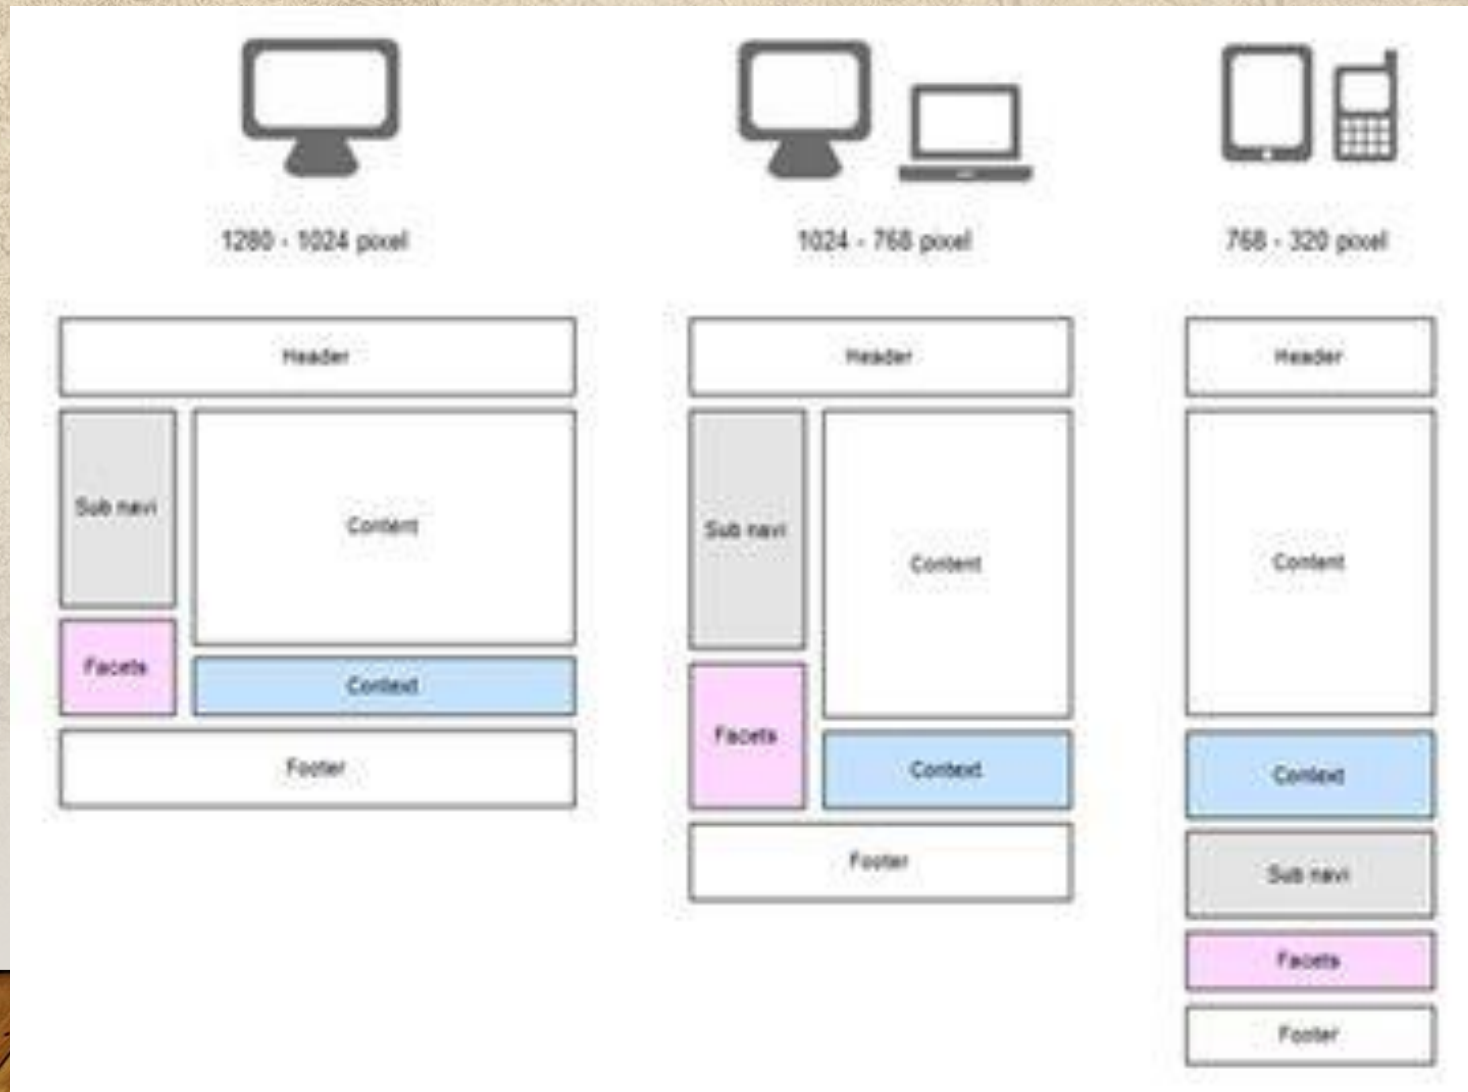 1280 - 1024 pixel
1024 - 768 pixel
768 - 320 pixel
Header
Sub navi
Content
Facets
Context
Footer
Header
Sub navi
Content
Facets
Context
Footer
Header
Content
Context
Sub navi
Facets
Footer